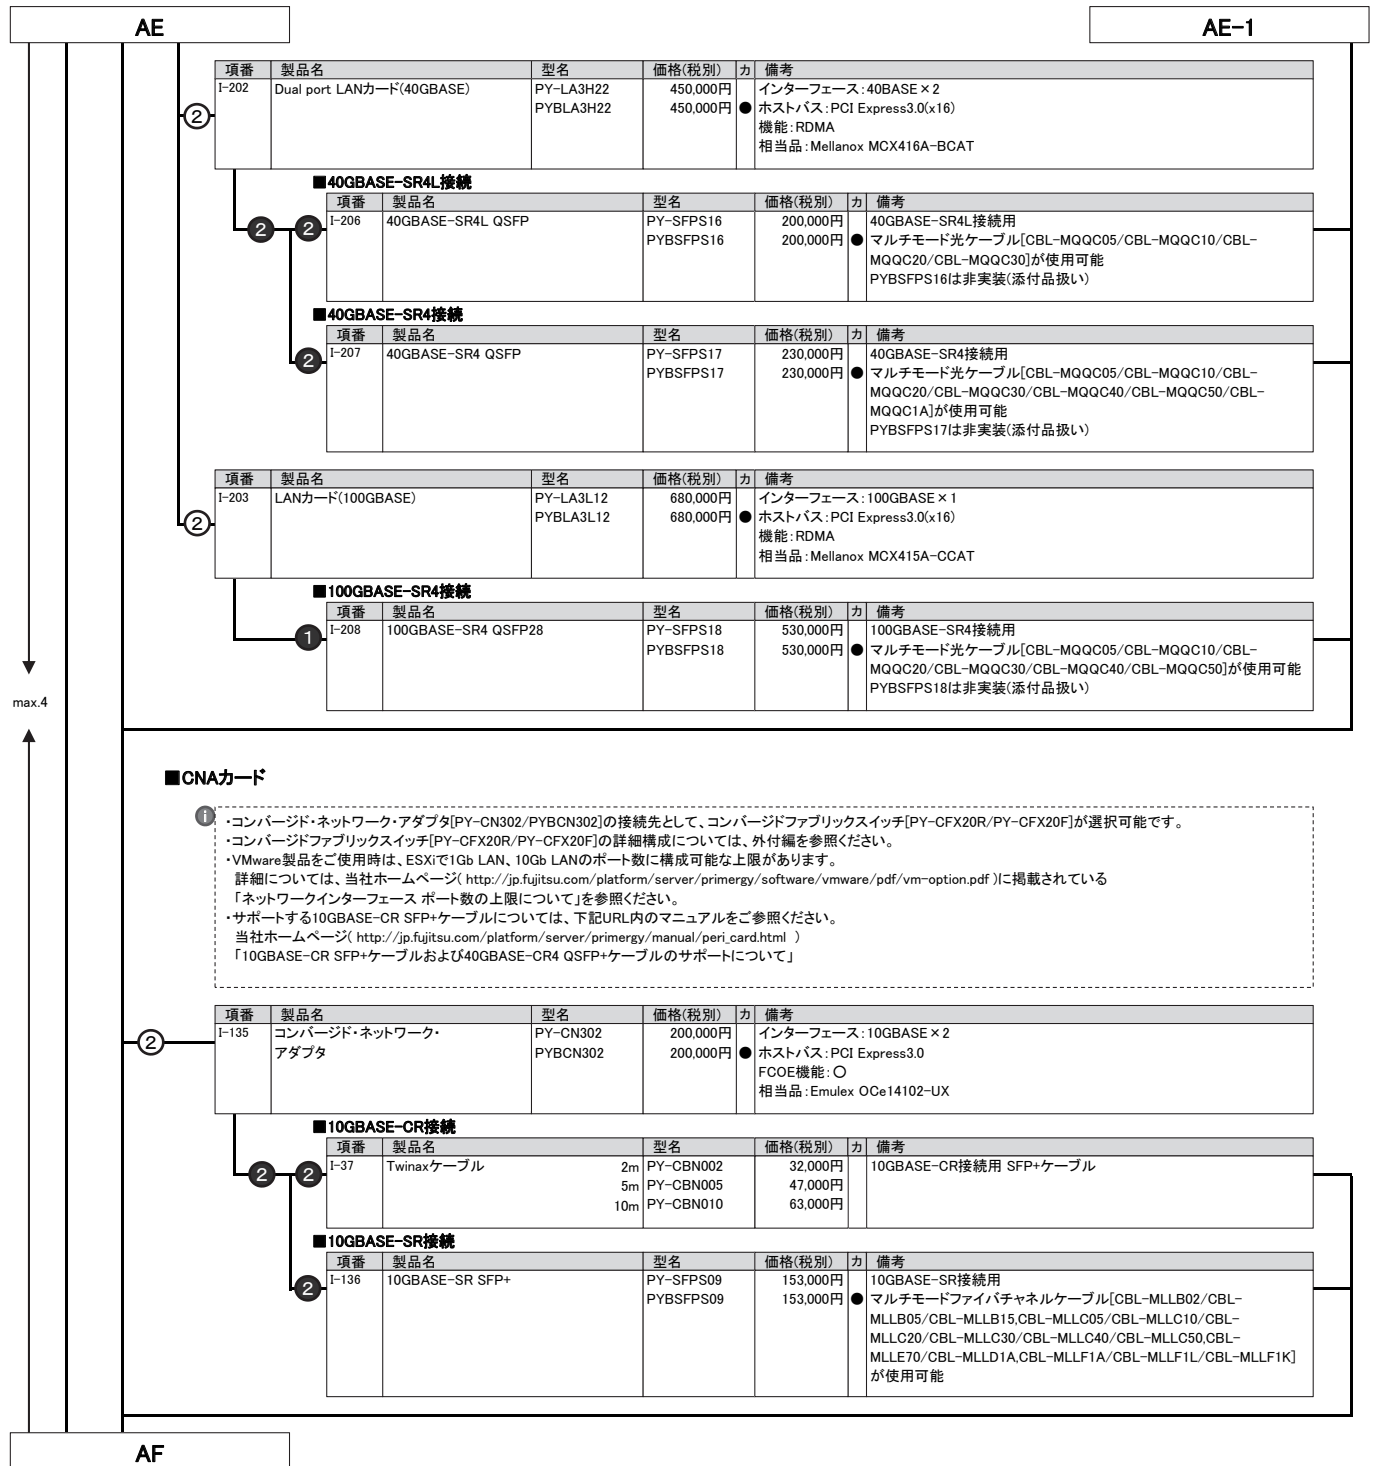 AE
AE-1
項番 製品名 型名 価格(税別) カ 備考
I-202 Dual port LANカード(40GBASE) PY-LA3H22 450,000円 インターフェース：40BASE×2
PYBLA3H22 450,000円 ● ホストバス：PCI Express3.0(x16)
② 機能：RDMA
相当品：Mellanox MCX416A-BCAT
■40GBASE-SR4L接続
項番 製品名 型名 価格(税別) カ 備考
❷ ❷ I-206 40GBASE-SR4L QSFP PY-SFPS16 200,000円 40GBASE-SR4L接続用
PYBSFPS16 200,000円 ● マルチモード光ケーブル[CBL-MQQC05/CBL-MQQC10/CBL-
MQQC20/CBL-MQQC30]が使用可能
PYBSFPS16は非実装(添付品扱い)
■40GBASE-SR4接続
項番 製品名 型名 価格(税別) カ 備考
❷ I-207 40GBASE-SR4 QSFP PY-SFPS17 230,000円 40GBASE-SR4接続用
PYBSFPS17 230,000円 ● マルチモード光ケーブル[CBL-MQQC05/CBL-MQQC10/CBL-
MQQC20/CBL-MQQC30/CBL-MQQC40/CBL-MQQC50/CBL-
MQQC1A]が使用可能
PYBSFPS17は非実装(添付品扱い)
項番 製品名 型名 価格(税別) カ 備考
I-203 LANカード(100GBASE) PY-LA3L12 680,000円 インターフェース：100GBASE×1
② PYBLA3L12 680,000円 ● ホストバス：PCI Express3.0(x16)
機能：RDMA
相当品：Mellanox MCX415A-CCAT
■100GBASE-SR4接続
項番 製品名 型名 価格(税別) カ 備考
❶ I-208 100GBASE-SR4 QSFP28 PY-SFPS18 530,000円 100GBASE-SR4接続用
PYBSFPS18 530,000円 ● マルチモード光ケーブル[CBL-MQQC05/CBL-MQQC10/CBL-
MQQC20/CBL-MQQC30/CBL-MQQC40/CBL-MQQC50]が使用可能
PYBSFPS18は非実装(添付品扱い)
max.4
■CNAカード
i
・コンバージド・ネットワーク・アダプタ[PY-CN302/PYBCN302]の接続先として、コンバージドファブリックスイッチ[PY-CFX20R/PY-CFX20F]が選択可能です。
・コンバージドファブリックスイッチ[PY-CFX20R/PY-CFX20F]の詳細構成については、外付編を参照ください。
・VMware製品をご使用時は、ESXiで1Gb LAN、10Gb LANのポート数に構成可能な上限があります。
詳細については、当社ホームページ( http://jp.fujitsu.com/platform/server/primergy/software/vmware/pdf/vm-option.pdf )に掲載されている
「ネットワークインターフェース ポート数の上限について」を参照ください。
・サポートする10GBASE-CR SFP+ケーブルについては、下記URL内のマニュアルをご参照ください。
当社ホームページ( http://jp.fujitsu.com/platform/server/primergy/manual/peri_card.html )
「10GBASE-CR SFP+ケーブルおよび40GBASE-CR4 QSFP+ケーブルのサポートについて」
項番 製品名 型名 価格(税別) カ 備考
② I-135 コンバージド・ネットワーク・ PY-CN302 200,000円 インターフェース：10GBASE×2
アダプタ PYBCN302 200,000円 ● ホストバス：PCI Express3.0
FCOE機能：○
相当品：Emulex OCe14102-UX
■10GBASE-CR接続
項番 製品名 型名 価格(税別) カ 備考
❷ ❷ I-37 Twinaxケーブル 2m PY-CBN002 32,000円 10GBASE-CR接続用 SFP+ケーブル
5m PY-CBN005 47,000円
10m PY-CBN010 63,000円
■10GBASE-SR接続
項番 製品名 型名 価格(税別) カ 備考
❷ I-136 10GBASE-SR SFP+ PY-SFPS09 153,000円 10GBASE-SR接続用
PYBSFPS09 153,000円 ● マルチモードファイバチャネルケーブル[CBL-MLLB02/CBL-
MLLB05/CBL-MLLB15,CBL-MLLC05/CBL-MLLC10/CBL-
MLLC20/CBL-MLLC30/CBL-MLLC40/CBL-MLLC50,CBL-
MLLE70/CBL-MLLD1A,CBL-MLLF1A/CBL-MLLF1L/CBL-MLLF1K]
が使用可能
AF